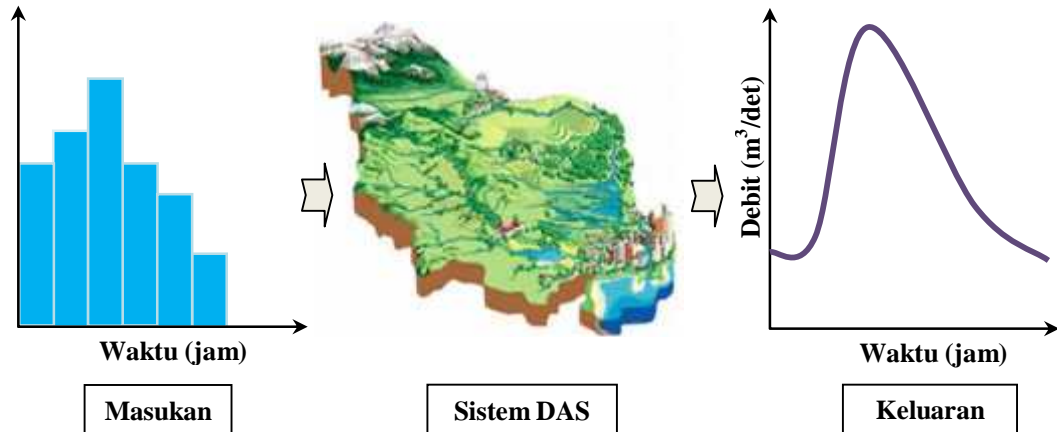 Waktu (jam)
Masukan
Sistem DAS
Debit (m³/det)
Waktu (jam)
Keluaran